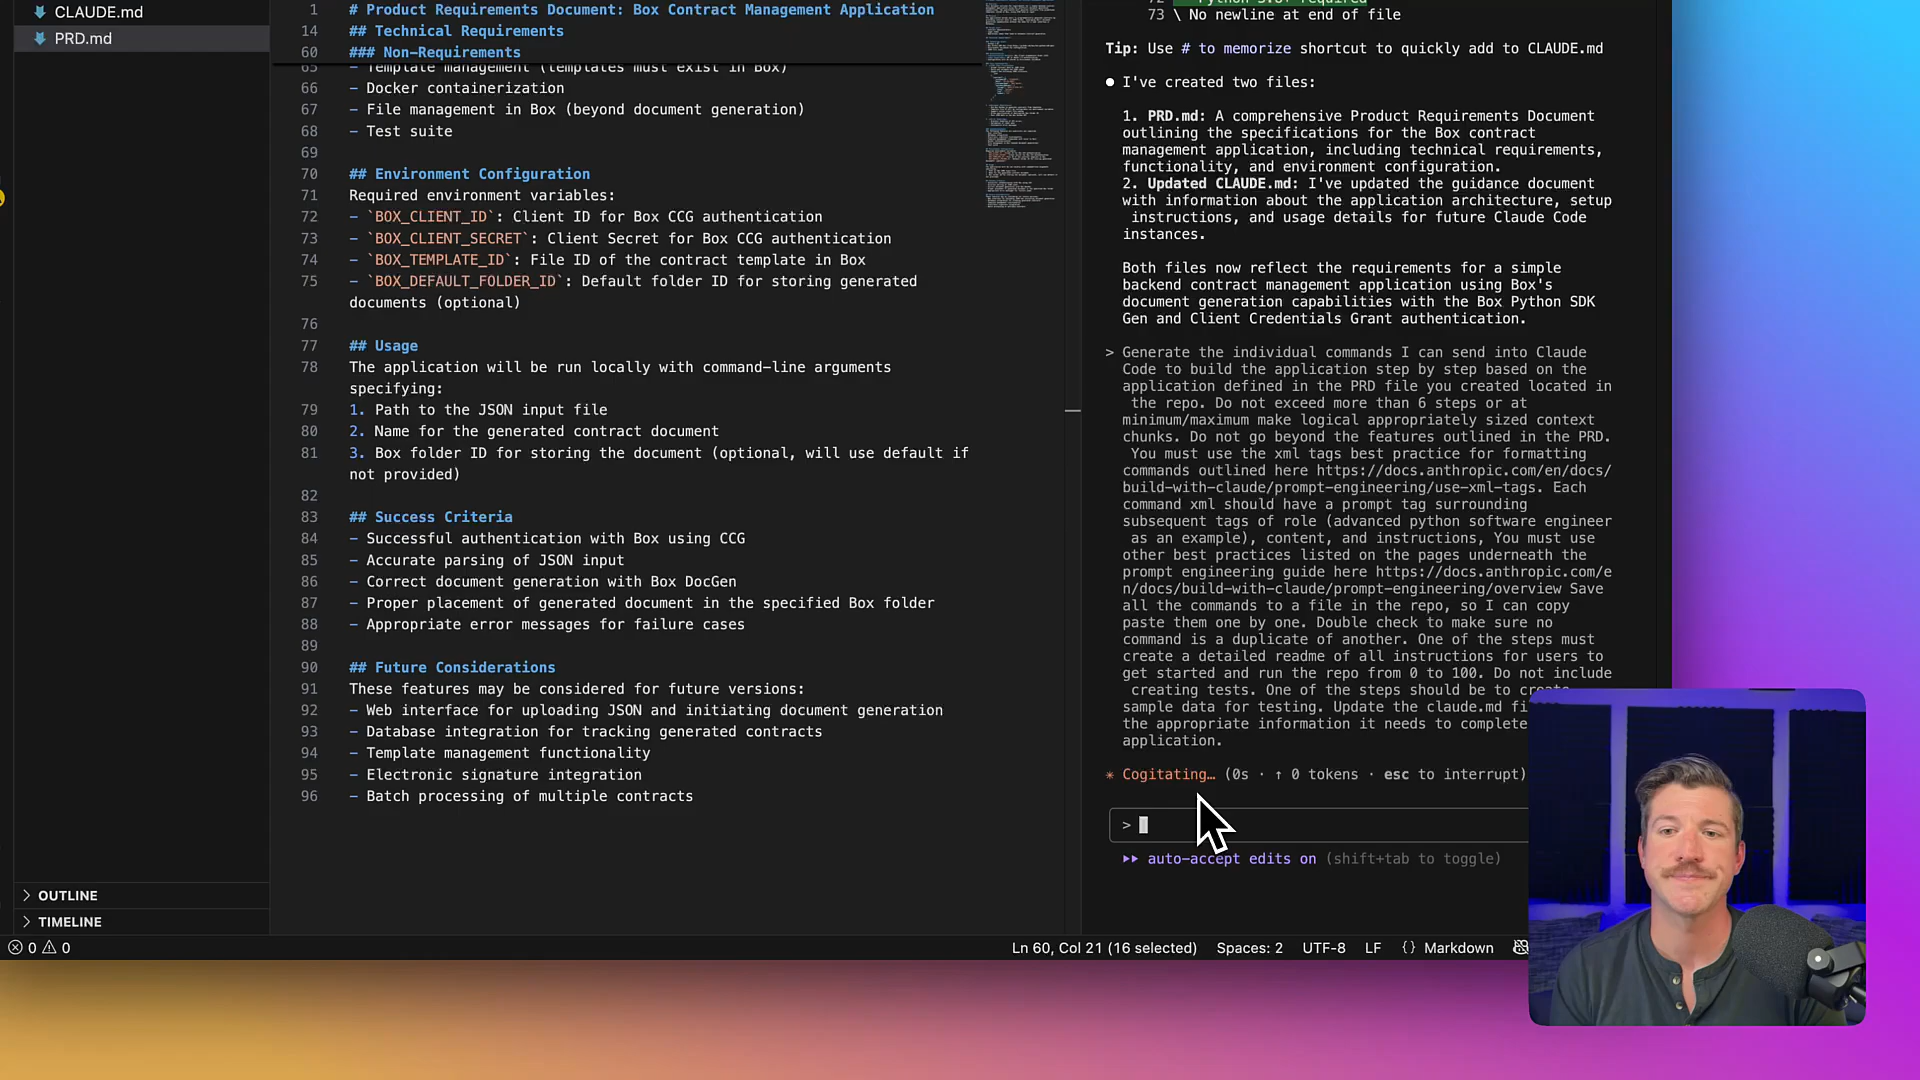 CLAUDE.md
PRD.md
OUTLINE
TIMELINE
0 0
1 # Product Requirements Document: Box Contract Management Application
14 ## Technical Requirements
60 ### Non-Requirements
65 - Template management (templates must exist in Box)
66 - Docker containerization
67 - File management in Box (beyond document generation)
68 - Test suite
69
70 ## Environment Configuration
71 Required environment variables:
72 - `BOX_CLIENT_ID`: Client ID for Box CCG authentication
73 - `BOX_CLIENT_SECRET`: Client Secret for Box CCG authentication
74 - `BOX_TEMPLATE_ID`: File ID of the contract template in Box
75 - `BOX_DEFAULT_FOLDER_ID`: Default folder ID for storing generated
documents (optional)
76
77 ## Usage
78 The application will be run locally with command-line arguments
specifying:
79 1. Path to the JSON input file
80 2. Name for the generated contract document
81 3. Box folder ID for storing the document (optional, will use default if
not provided)
82
83 ## Success Criteria
84 - Successful authentication with Box using CCG
85 - Accurate parsing of JSON input
86 - Correct document generation with Box DocGen
87 - Proper placement of generated document in the specified Box folder
88 - Appropriate error messages for failure cases
89
90 ## Future Considerations
91 These features may be considered for future versions:
92 - Web interface for uploading JSON and initiating document generation
93 - Database integration for tracking generated contracts
94 - Template management functionality
95 - Electronic signature integration
96 - Batch processing of multiple contracts
73 \ No newline at end of file
Tip: Use # to memorize shortcut to quickly add to CLAUDE.md
● I've created two files:
1. PRD.md: A comprehensive Product Requirements Document
outlining the specifications for the Box contract
management application, including technical requirements,
functionality, and environment configuration.
2. Updated CLAUDE.md: I've updated the guidance document
with information about the application architecture, setup
instructions, and usage details for future Claude Code
instances.
Both files now reflect the requirements for a simple
backend contract management application using Box's
document generation capabilities with the Box Python SDK
Gen and Client Credentials Grant authentication.
> Generate the individual commands I can send into Claude
Code to build the application step by step based on the
application defined in the PRD file you created located in
the repo. Do not exceed more than 6 steps or at
minimum/maximum make logical appropriately sized context
chunks. Do not go beyond the features outlined in the PRD.
You must use the xml tags best practice for formatting
commands outlined here https://docs.anthropic.com/en/docs/
build-with-claude/prompt-engineering/use-xml-tags. Each
command xml should have a prompt tag surrounding
subsequent tags of role (advanced python software engineer
as an example), content, and instructions, You must use
other best practices listed on the pages underneath the
prompt engineering guide here https://docs.anthropic.com/e
n/docs/build-with-claude/prompt-engineering/overview Save
all the commands to a file in the repo, so I can copy
paste them one by one. Double check to make sure no
command is a duplicate of another. One of the steps must
create a detailed readme of all instructions for users to
get started and run the repo from 0 to 100. Do not include
creating tests. One of the steps should be to create
sample data for testing. Update the claude.md fi
the appropriate information it needs to complete
application.
✳ Cogitating… (0s · ↑ 0 tokens · esc to interrupt)
>
▸▸ auto-accept edits on (shift+tab to toggle)
Ln 60, Col 21 (16 selected) Spaces: 2 UTF-8 LF {} Markdown